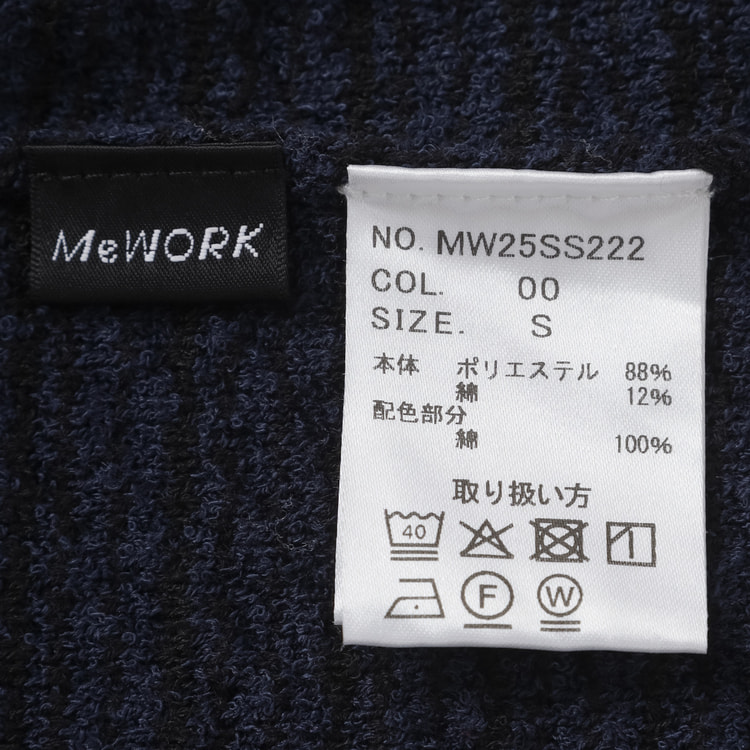 MeWORK
NO. MW25SS222
COL. 00
SIZE. S
本体 ポリエステル 88%
綿 12%
配色部分
綿 100%
取り扱い方
40
F
W